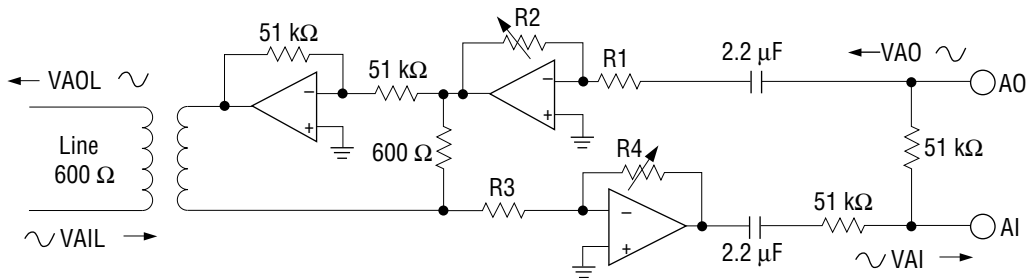 51 kΩ
R2
← VAOL
51 kΩ
R1
2.2 μF
← VAO
AO
−
+
−
+
Line
600 Ω
600 Ω
R4
51 kΩ
R3
51 kΩ
−
+
AI
VAIL →
2.2 μF
VAI →